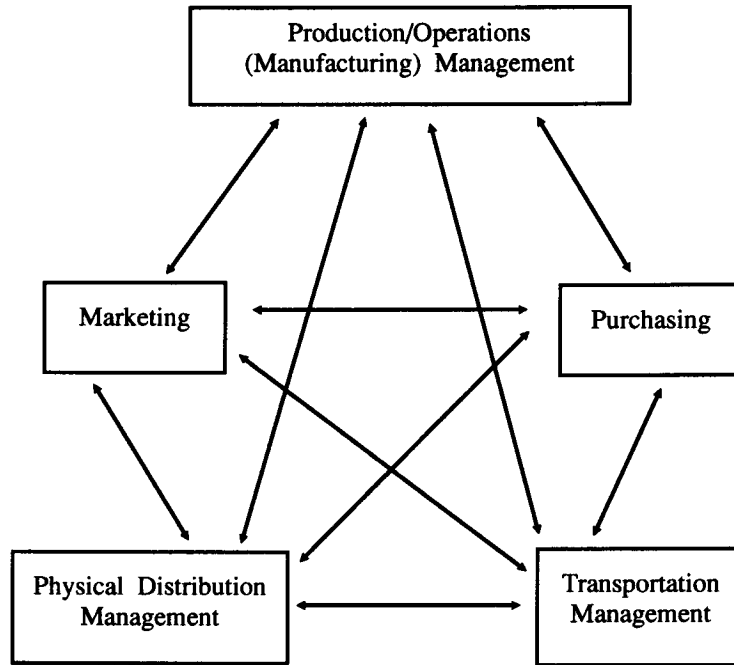 Production/Operations
(Manufacturing) Management
Marketing
Purchasing
Physical Distribution
Management
Transportation
Management